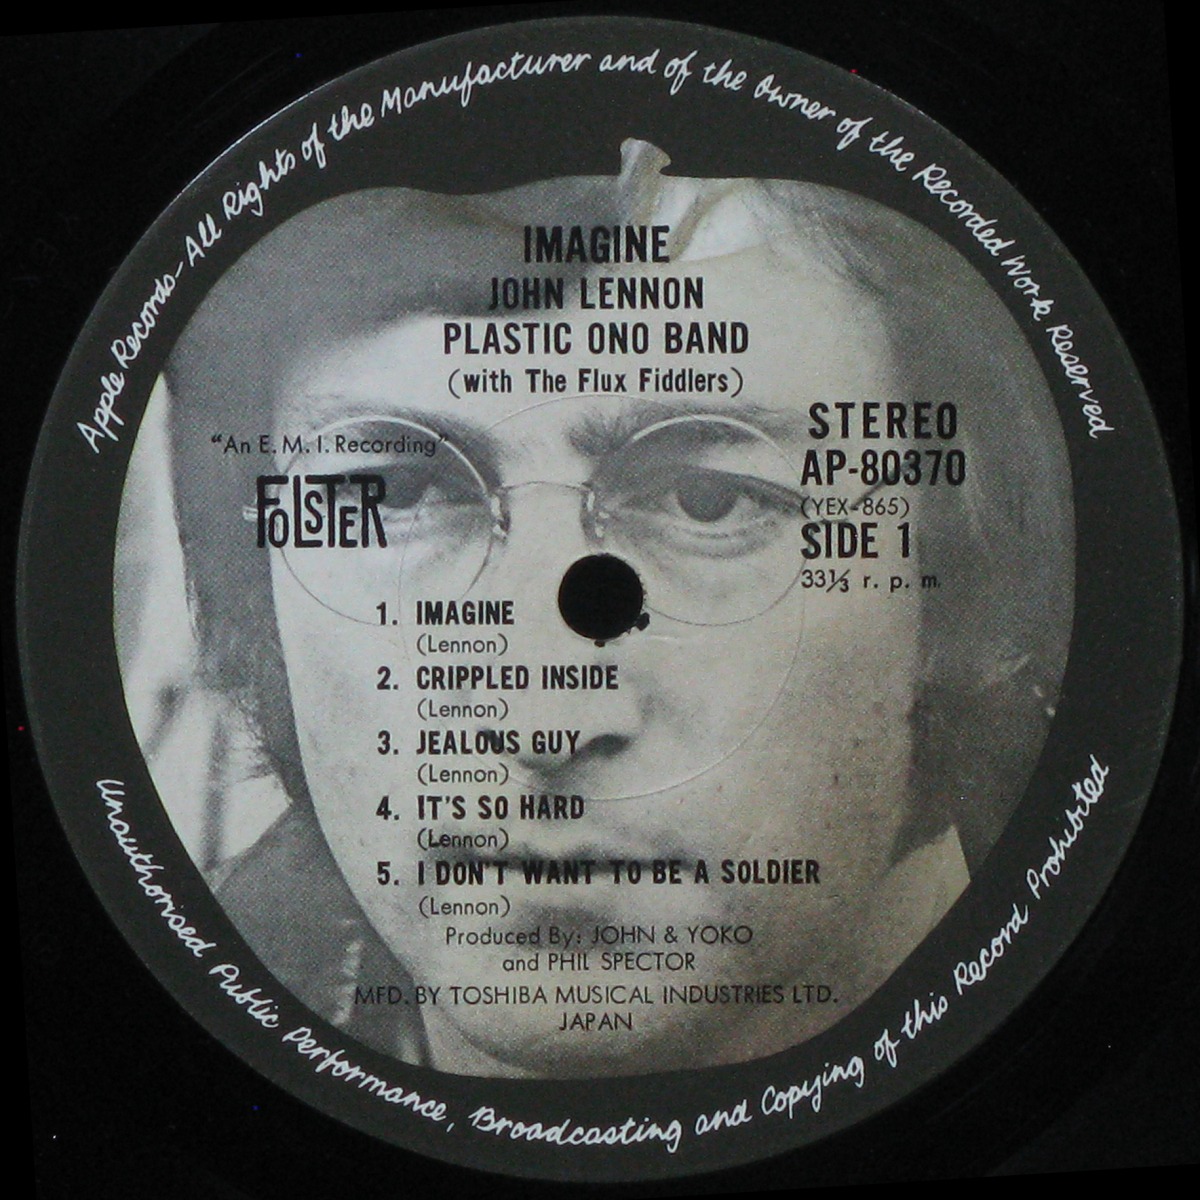 Apple Records - All Rights of the Manufacturer and of the Owner of the Recorded Work Reserved
IMAGINE
JOHN LENNON
PLASTIC ONO BAND
(with The Flux Fiddlers)
"An E. M. I. Recording"
FOLSTER
STEREO
AP-80370
(YEX-865)
SIDE 1
33⅓ r. p. m.
1. IMAGINE
(Lennon)
2. CRIPPLED INSIDE
(Lennon)
3. JEALOUS GUY
(Lennon)
4. IT'S SO HARD
(Lennon)
5. I DON'T WANT TO BE A SOLDIER
(Lennon)
Produced By: JOHN & YOKO
and PHIL SPECTOR
MFD. BY TOSHIBA MUSICAL INDUSTRIES LTD.
JAPAN
Unauthorised Public Performance, Broadcasting and Copying of this Record Prohibited